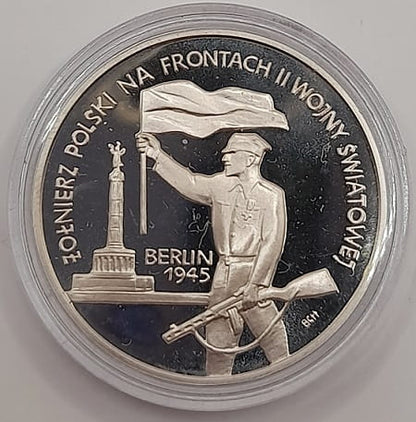 ŻOŁNIERZ POLSKI NA FRONTACH II WOJNY ŚWIATOWEJ
BERLIN
1945